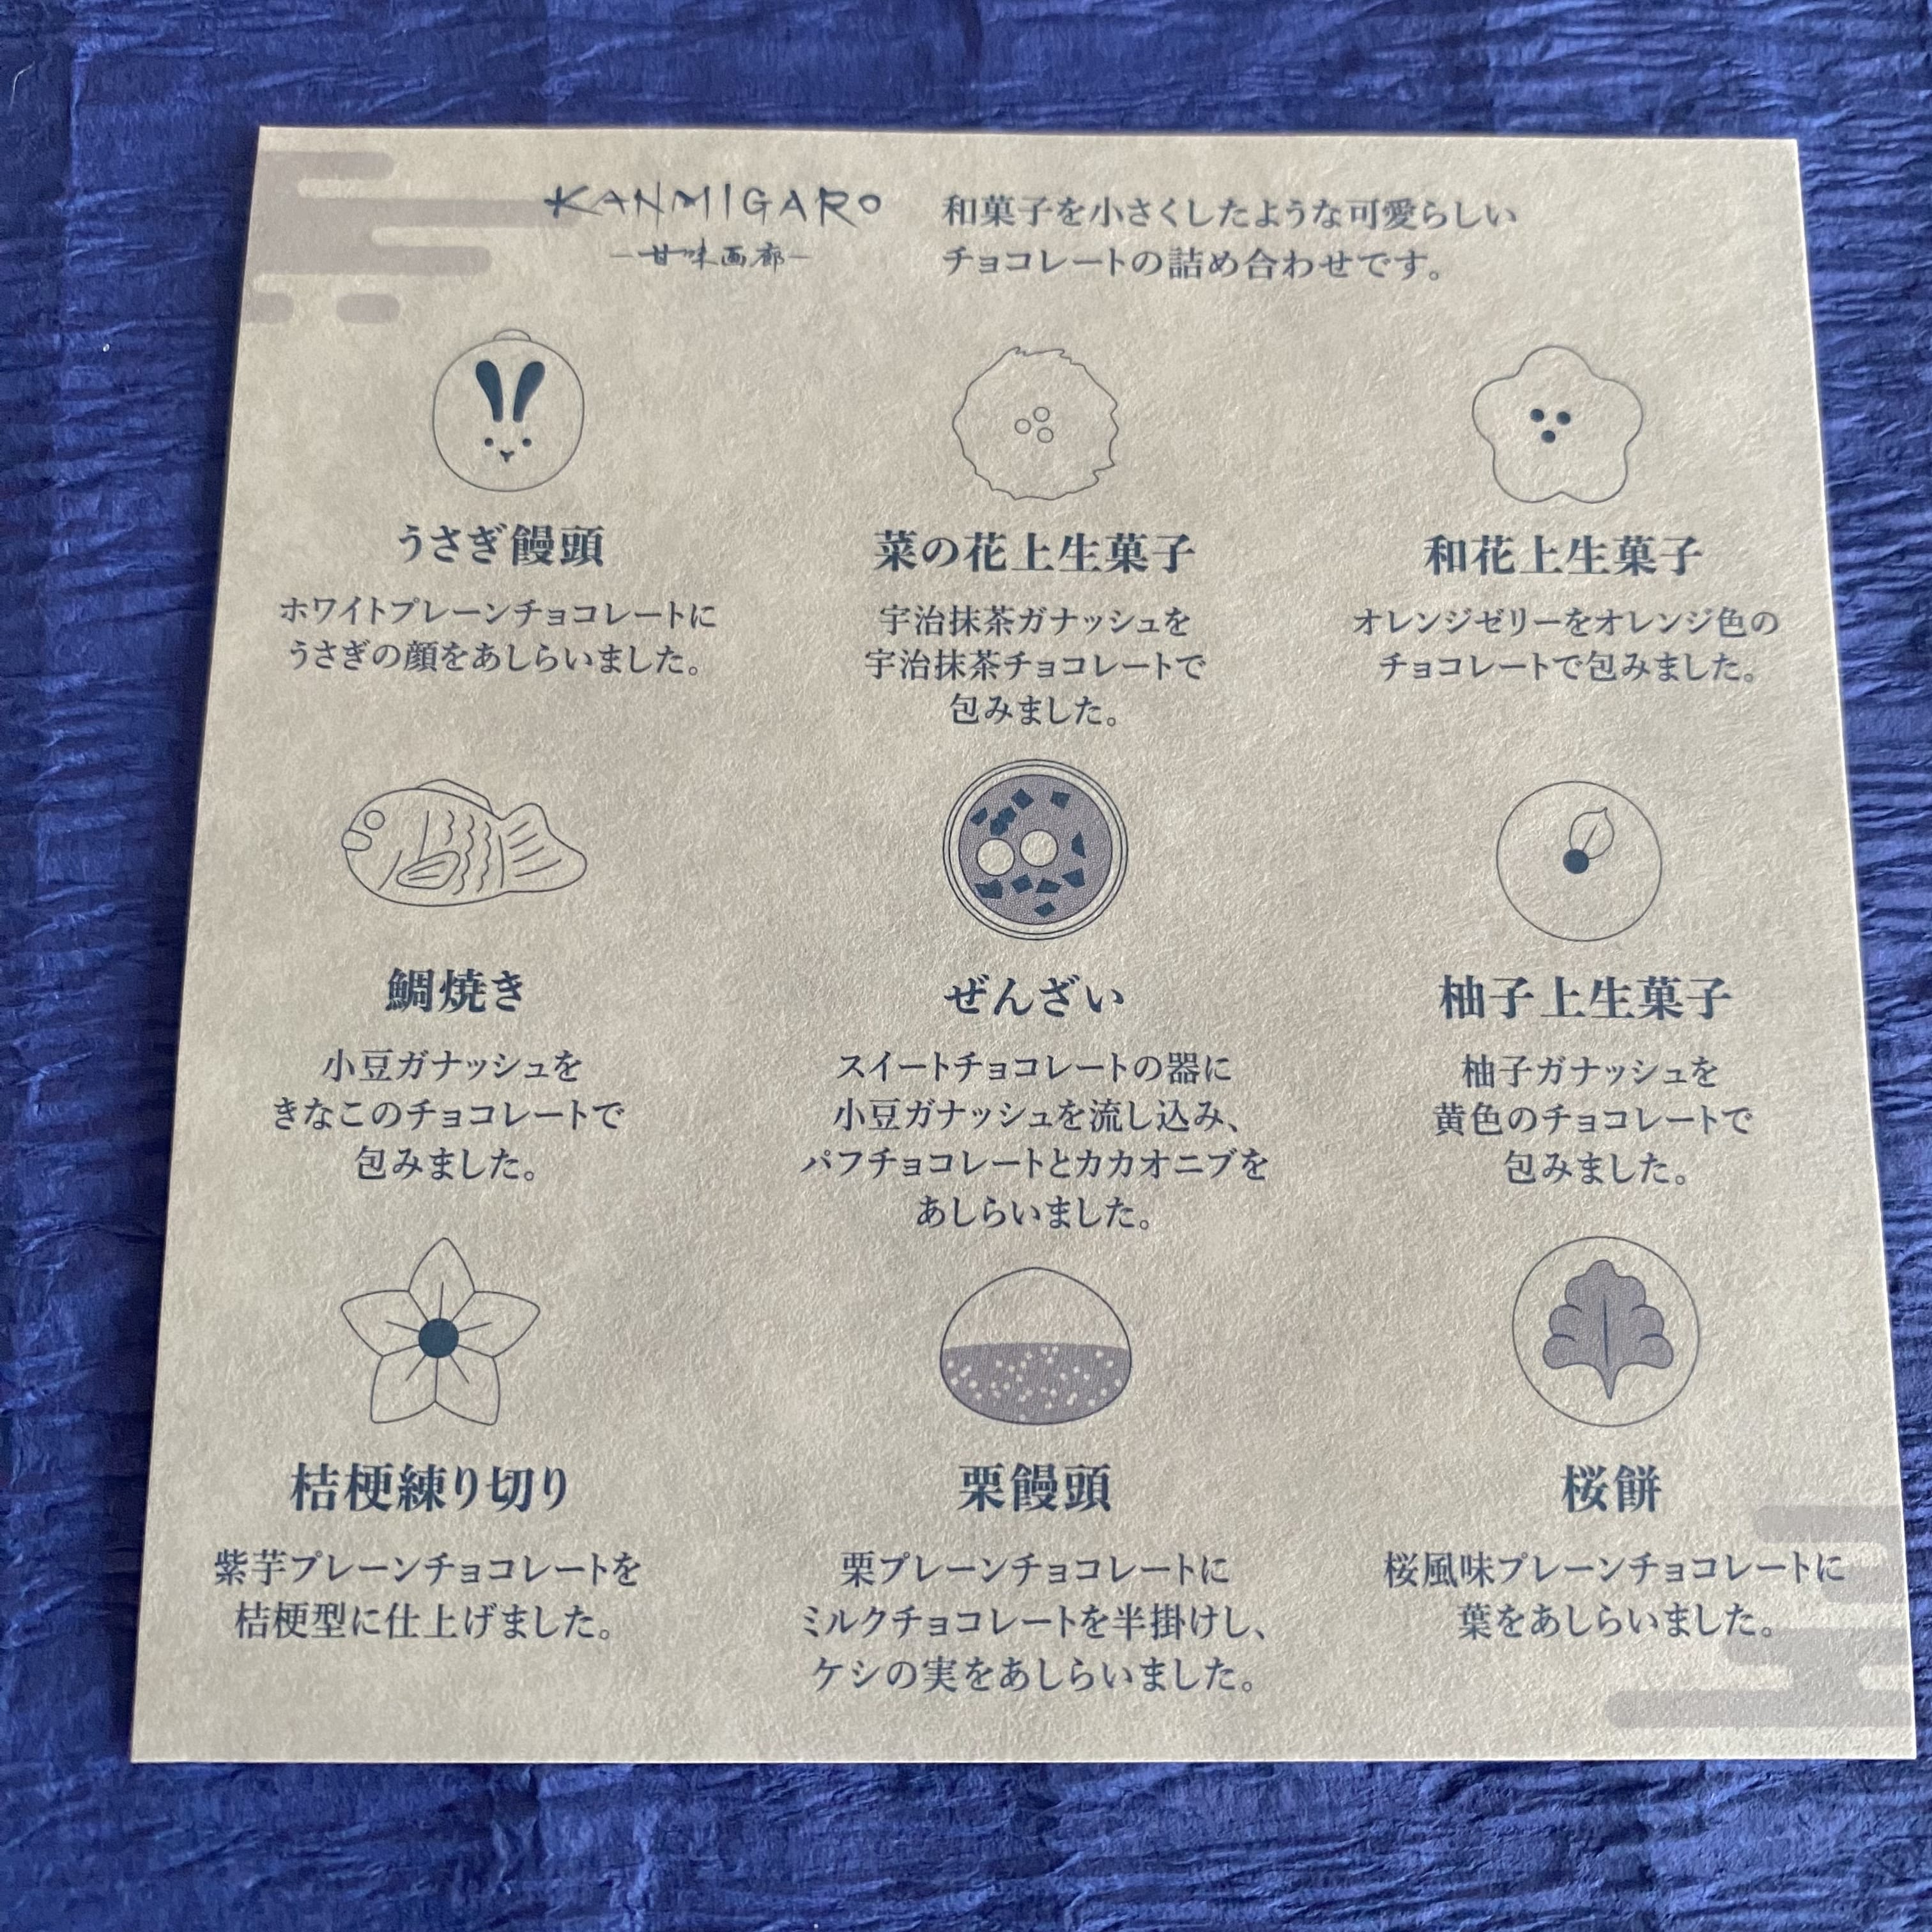 KANMIGARO
—甘味画廊—
和菓子を小さくしたような可愛らしい
チョコレートの詰め合わせです。
うさぎ饅頭
ホワイトプレーンチョコレートに
うさぎの顔をあしらいました。
菜の花上生菓子
宇治抹茶ガナッシュを
宇治抹茶チョコレートで
包みました。
和花上生菓子
オレンジゼリーをオレンジ色の
チョコレートで包みました。
鯛焼き
小豆ガナッシュを
きなこのチョコレートで
包みました。
ぜんざい
スイートチョコレートの器に
小豆ガナッシュを流し込み、
パフチョコレートとカカオニブを
あしらいました。
柚子上生菓子
柚子ガナッシュを
黄色のチョコレートで
包みました。
桔梗練り切り
紫芋プレーンチョコレートを
桔梗型に仕上げました。
栗饅頭
栗プレーンチョコレートに
ミルクチョコレートを半掛けし、
ケシの実をあしらいました。
桜餅
桜風味プレーンチョコレートに
葉をあしらいました。